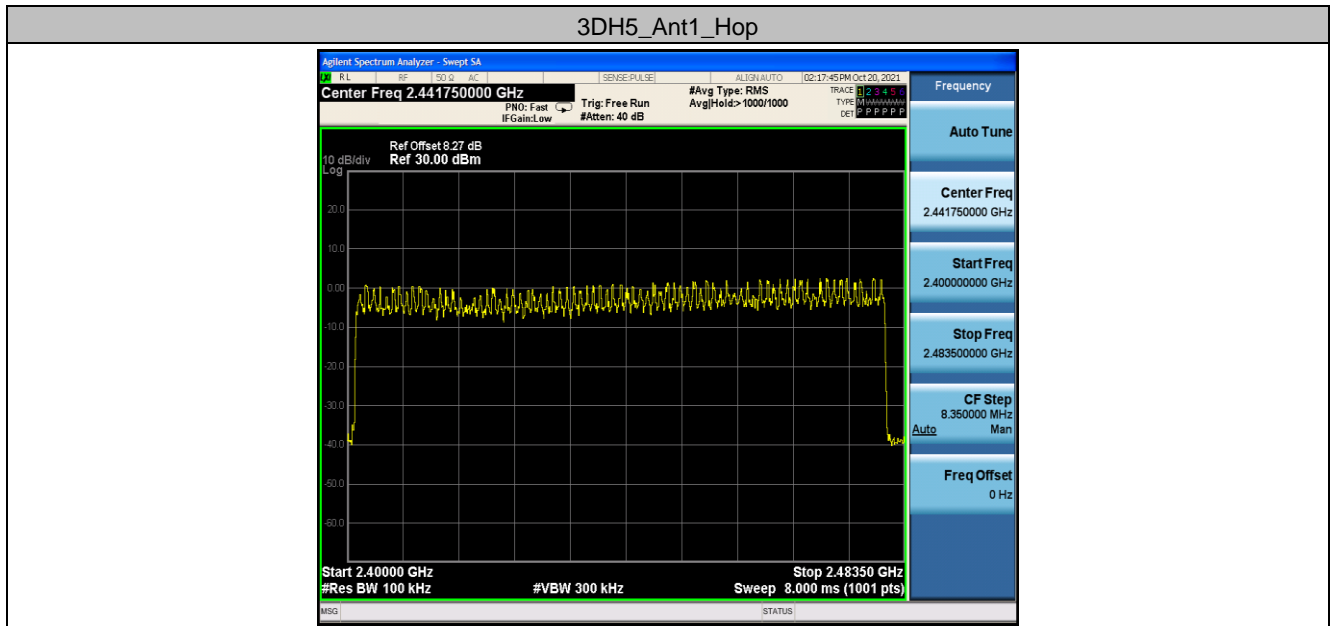 3DH5_Ant1_Hop
Agilent Spectrum Analyzer - Swept SA
RL RF 50 Ω AC SENSE:PULSE ALIGN AUTO 02:17:45 PM Oct 20, 2021
Center Freq 2.441750000 GHz
PNO: Fast
IFGain:Low
Trig: Free Run
#Atten: 40 dB
#Avg Type: RMS
Avg|Hold:>1000/1000
TRACE 1 2 3 4 5 6
TYPE MWWWWW
DET P P P P P P
Ref Offset 8.27 dB
10 dB/div Ref 30.00 dBm
Log
20.0
10.0
0.00
-10.0
-20.0
-30.0
-40.0
-50.0
-60.0
Start 2.40000 GHz Stop 2.48350 GHz
#Res BW 100 kHz #VBW 300 kHz Sweep 8.000 ms (1001 pts)
MSG STATUS
Frequency
Auto Tune
Center Freq
2.441750000 GHz
Start Freq
2.400000000 GHz
Stop Freq
2.483500000 GHz
CF Step
8.350000 MHz
Auto Man
Freq Offset
0 Hz